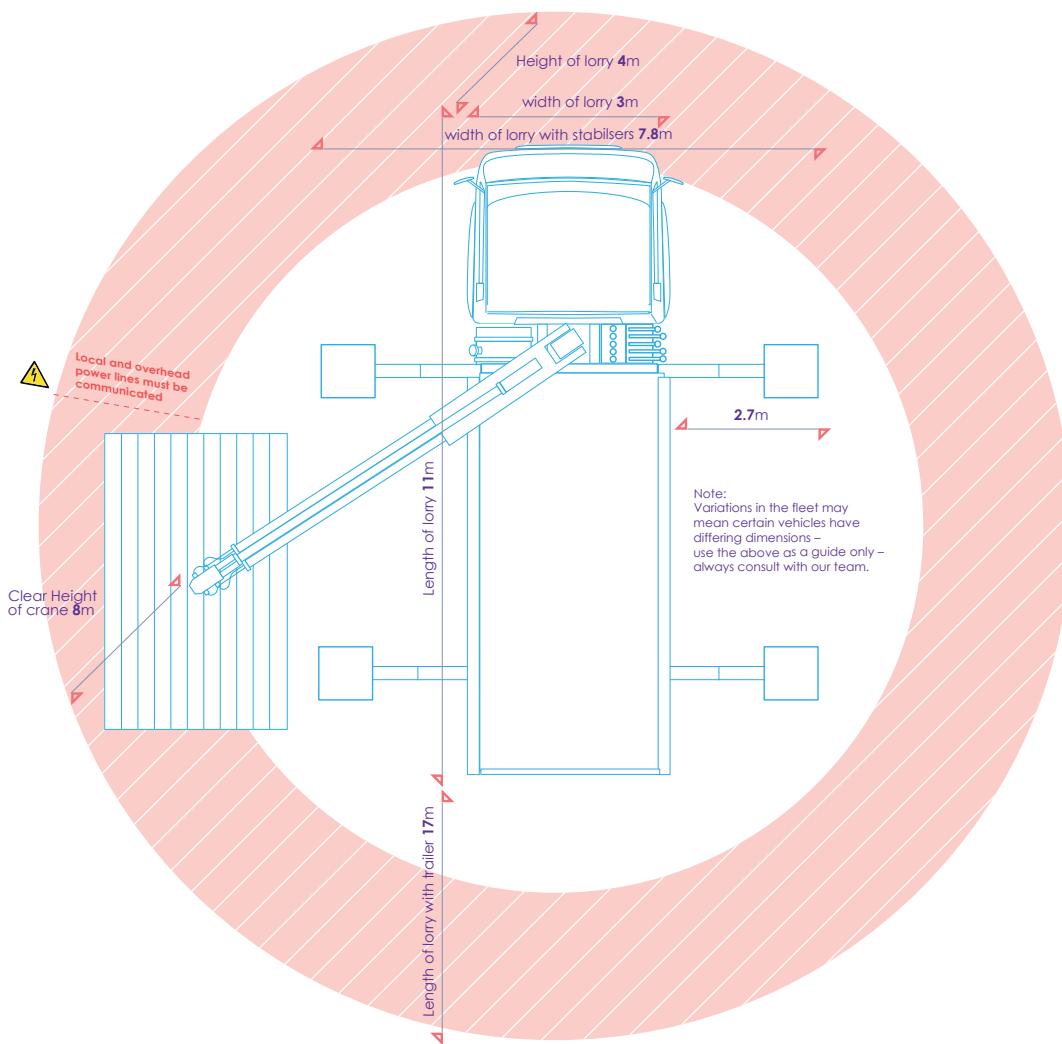 Height of lorry 4m
width of lorry 3m
width of lorry with stabilsers 7.8m
Local and overhead
power lines must be
communicated
2.7m
Length of lorry 11m
Note:
Variations in the fleet may
mean certain vehicles have
differing dimensions –
use the above as a guide only –
always consult with our team.
Clear Height
of crane 8m
Length of lorry with trailer 17m